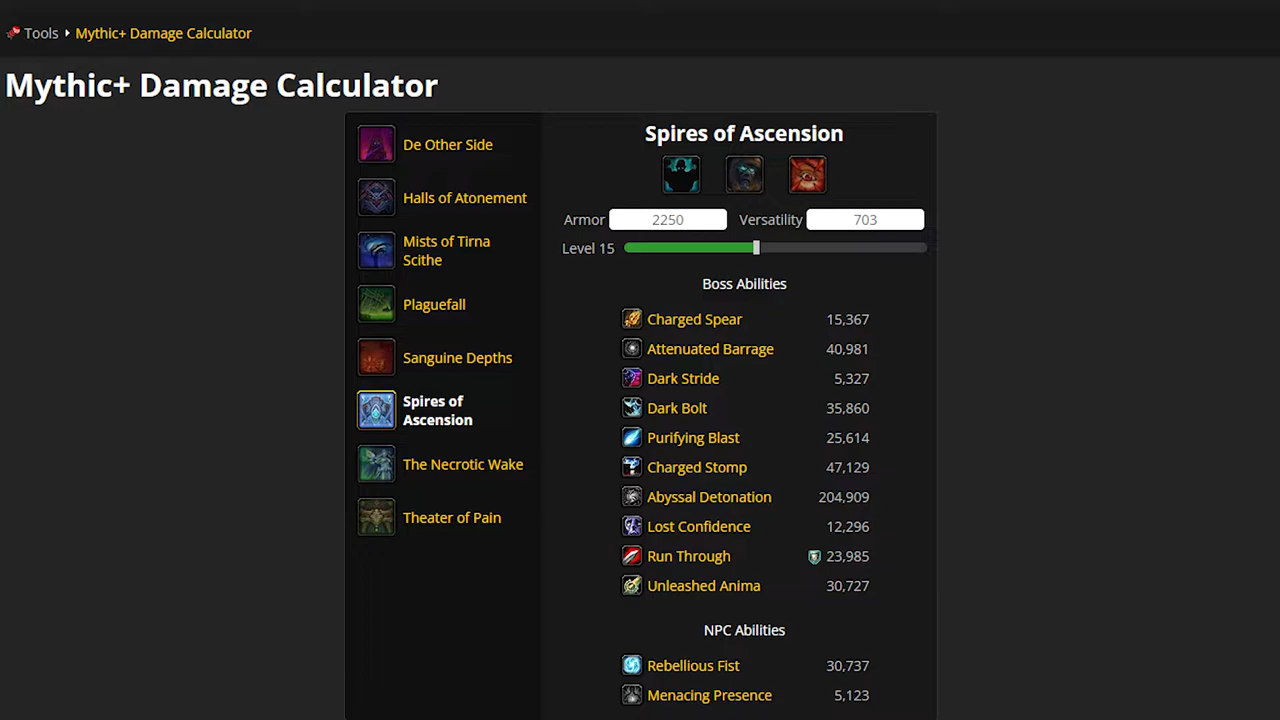 Tools Mythic+ Damage Calculator
Mythic+ Damage Calculator
De Other Side
Halls of Atonement
Mists of Tirna
Scithe
Plaguefall
Sanguine Depths
Spires of
Ascension
The Necrotic Wake
Theater of Pain
Spires of Ascension
Armor 2250 Versatility 703
Level 15
Boss Abilities
Charged Spear 15,367
Attenuated Barrage 40,981
Dark Stride 5,327
Dark Bolt 35,860
Purifying Blast 25,614
Charged Stomp 47,129
Abyssal Detonation 204,909
Lost Confidence 12,296
Run Through 23,985
Unleashed Anima 30,727
NPC Abilities
Rebellious Fist 30,737
Menacing Presence 5,123